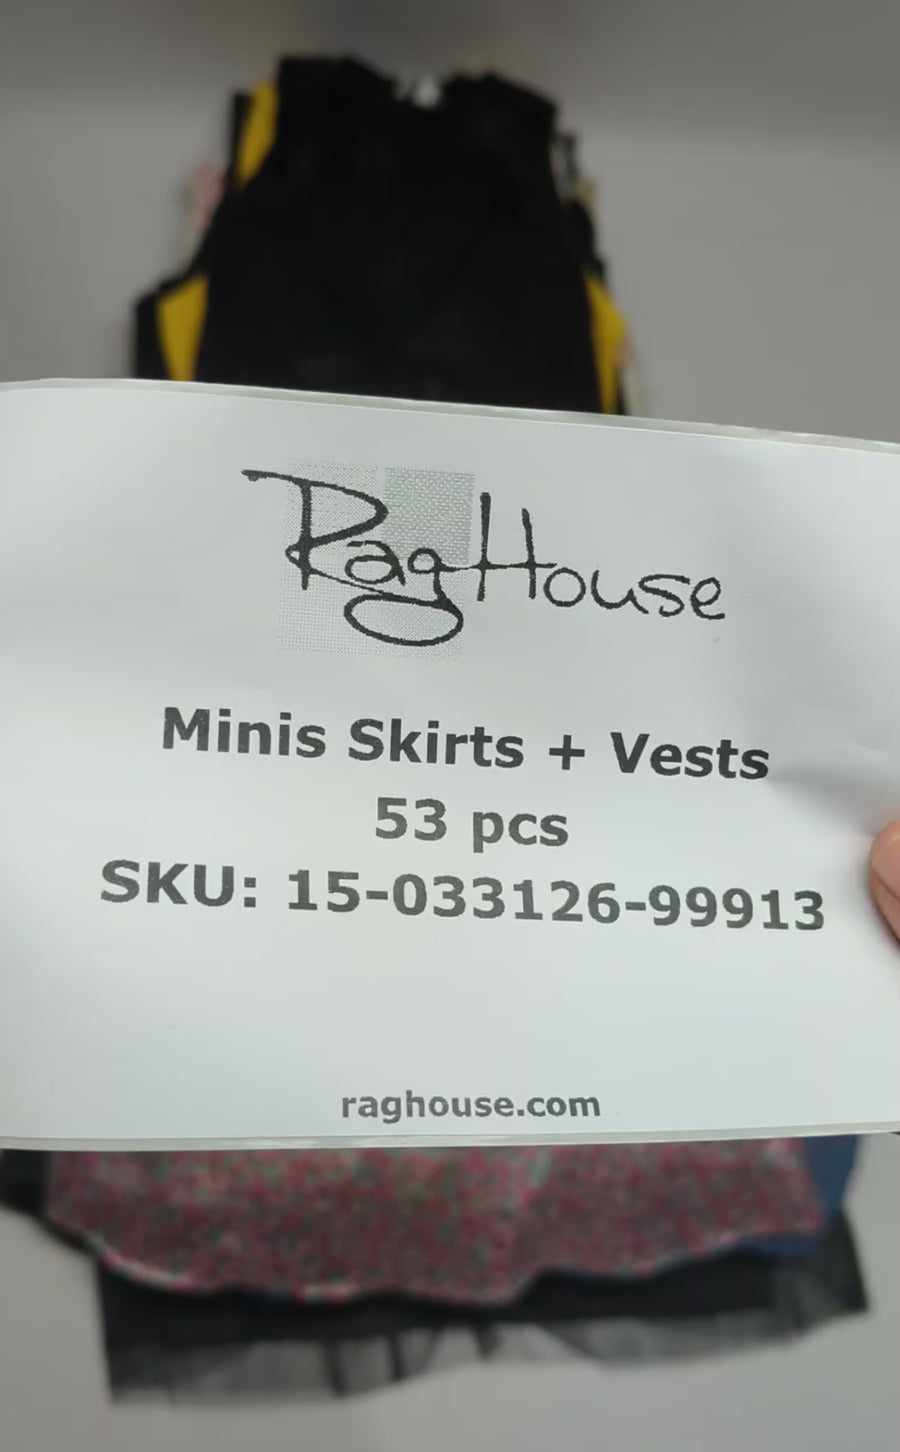 RagHouse
Minis Skirts + Vests
53 pcs
SKU: 15-033126-99913
raghouse.com